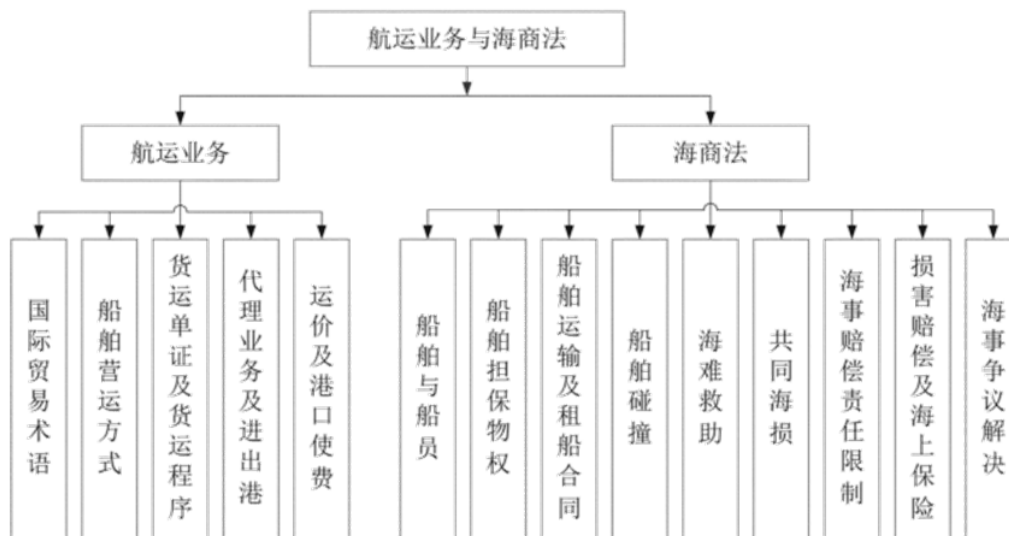 航运业务与海商法
航运业务
海商法
国际贸易术语
船舶营运方式
货运单证及货运程序
代理业务及进出港
运价及港口使费
船舶与船员
船舶担保物权
船舶运输及租船合同
船舶碰撞
海难救助
共同海损
海事赔偿责任限制
损害赔偿及海上保险
海事争议解决